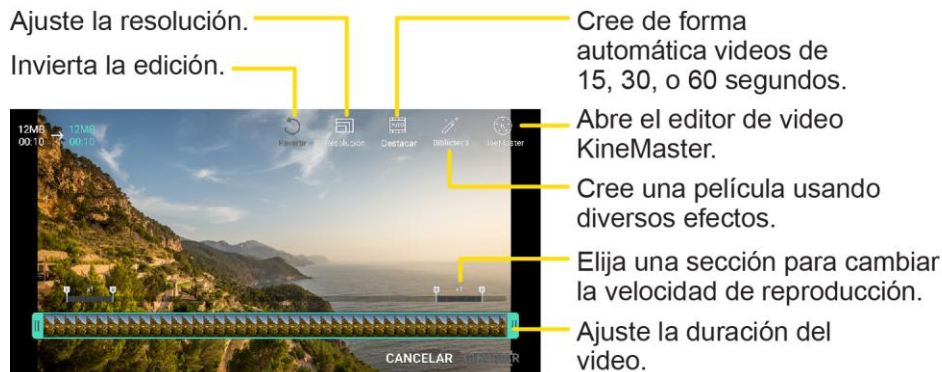 Ajuste la resolución.
Invierta la edición.
Cree de forma
automática videos de
15, 30, o 60 segundos.
Abre el editor de video
KineMaster.
Cree una película usando
diversos efectos.
Elija una sección para cambiar
la velocidad de reproducción.
Ajuste la duración del
video.
12MB
00:10
→
12MB
00:10
Revertir
Resolución
AUTO
Destacar
Biblioteca
CANCELAR